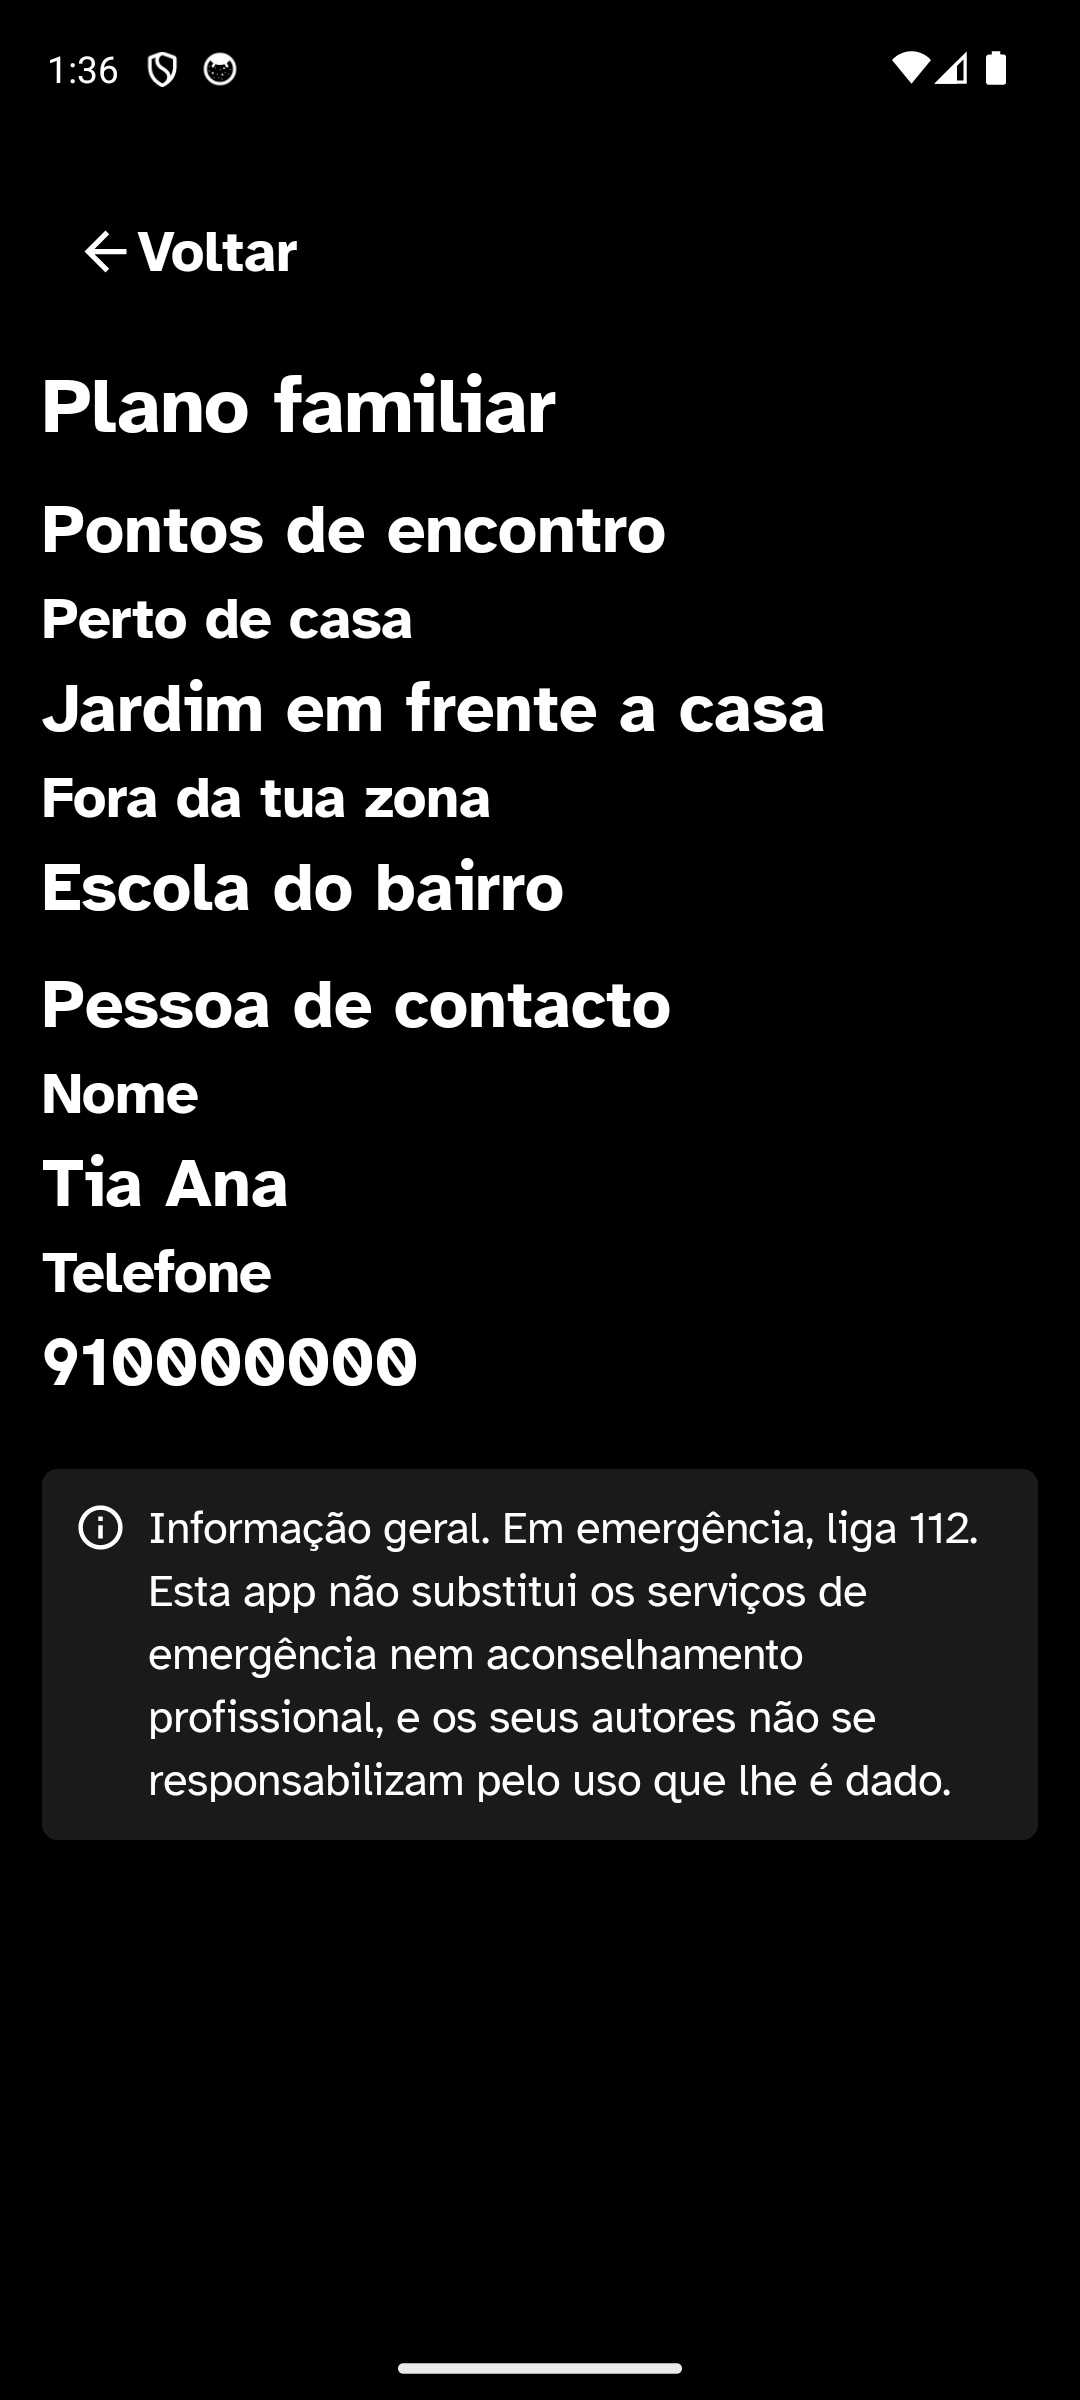 1:36
Voltar
Plano familiar
Pontos de encontro
Perto de casa
Jardim em frente a casa
Fora da tua zona
Escola do bairro
Pessoa de contacto
Nome
Tia Ana
Telefone
910000000
Informação geral. Em emergência, liga 112.
Esta app não substitui os serviços de
emergência nem aconselhamento
profissional, e os seus autores não se
responsabilizam pelo uso que lhe é dado.